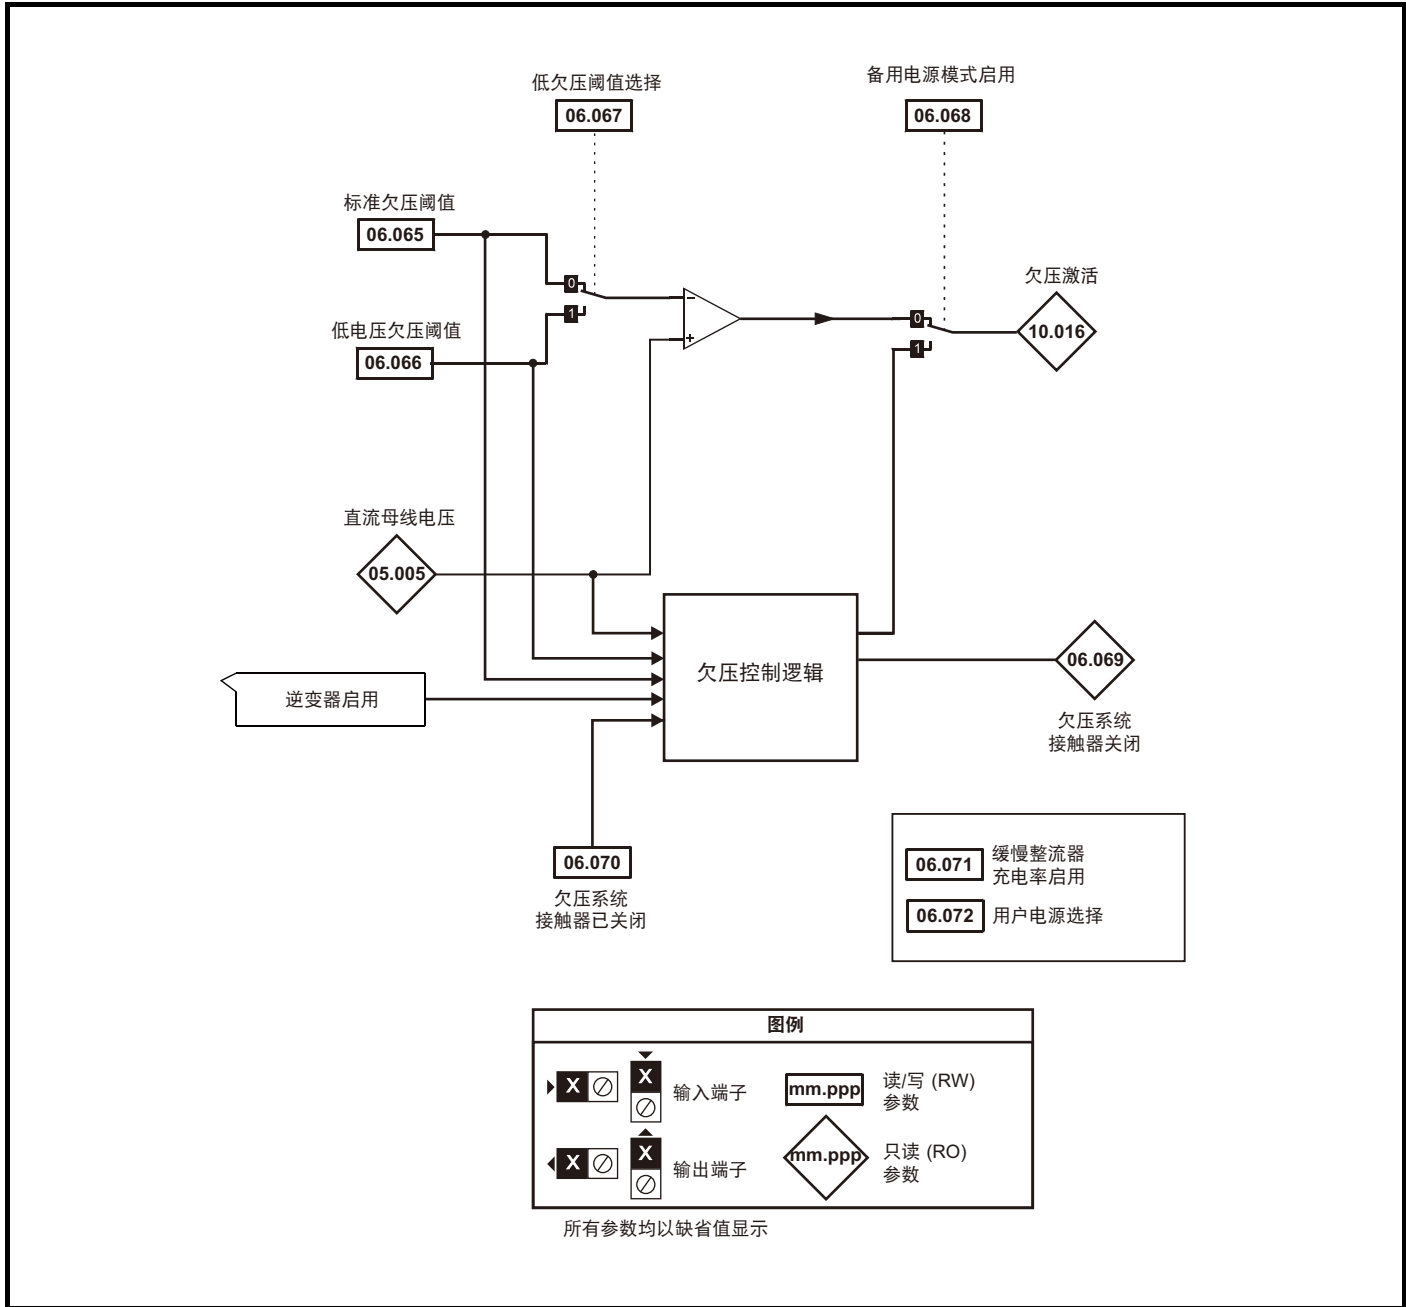 低欠压阈值选择
06.067
备用电源模式启用
06.068
标准欠压阈值
06.065
0
1
−
+
低电压欠压阈值
06.066
0
1
欠压激活
10.016
直流母线电压
05.005
欠压控制逻辑
逆变器启用
06.069
欠压系统
接触器关闭
06.070
欠压系统
接触器已关闭
06.071
缓慢整流器
充电率启用
06.072
用户电源选择
图例
X
X
输入端子
mm.ppp
读/写 (RW)
参数
X
X
输出端子
mm.ppp
只读 (RO)
参数
所有参数均以缺省值显示